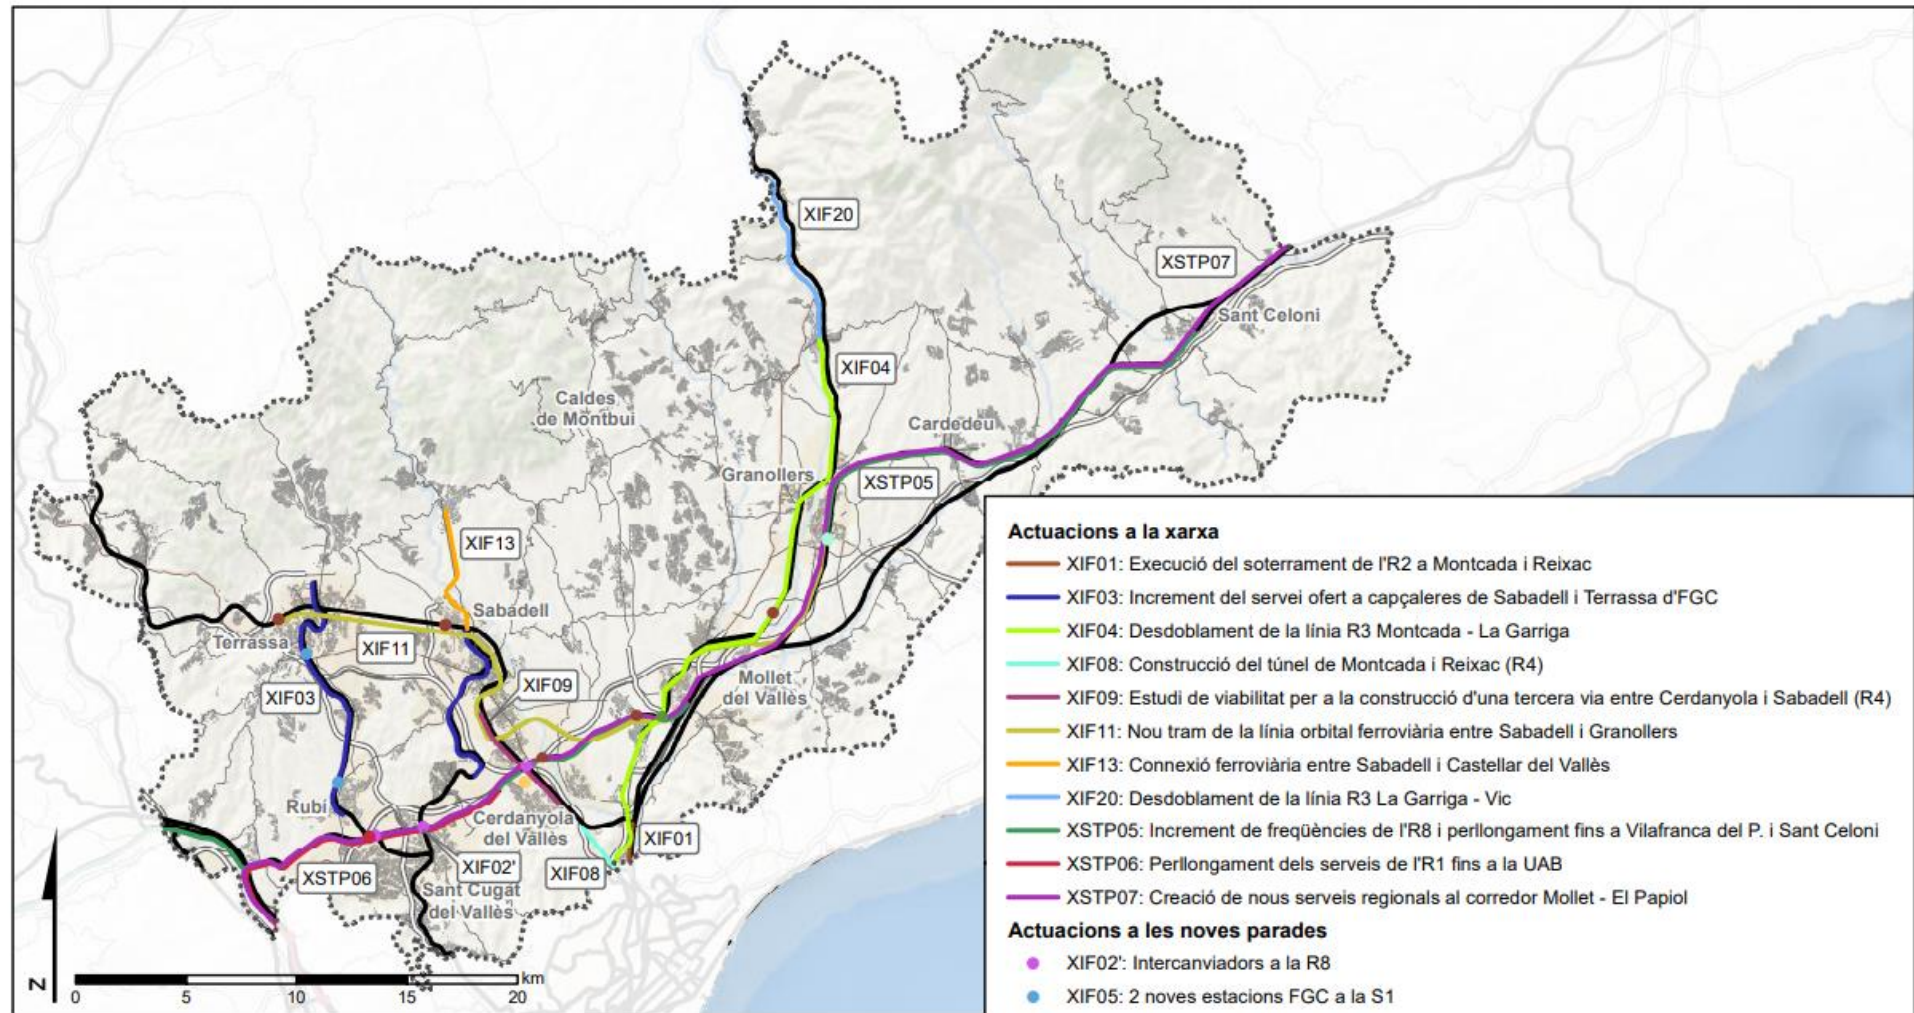 XIF20
XSTP07
Sant Celoni
XIF04
Caldes
de Montbui
Cardedeu
Granollers
XSTP05
XIF13
Sabadell
Terrassa
XIF11
XIF09
XIF03
Mollet
del Vallès
Rubí
Cerdanyola
del Vallès
XIF01
XIF02'
XIF08
XSTP06
Sant Cugat
del Vallès
N
km
0 5 10 15 20
Actuacions a la xarxa
XIF01: Execució del soterrament de l'R2 a Montcada i Reixac
XIF03: Increment del servei ofert a capçaleres de Sabadell i Terrassa d'FGC
XIF04: Desdoblament de la línia R3 Montcada - La Garriga
XIF08: Construcció del túnel de Montcada i Reixac (R4)
XIF09: Estudi de viabilitat per a la construcció d'una tercera via entre Cerdanyola i Sabadell (R4)
XIF11: Nou tram de la línia orbital ferroviària entre Sabadell i Granollers
XIF13: Connexió ferroviària entre Sabadell i Castellar del Vallès
XIF20: Desdoblament de la línia R3 La Garriga - Vic
XSTP05: Increment de freqüències de l'R8 i perllongament fins a Vilafranca del P. i Sant Celoni
XSTP06: Perllongament dels serveis de l'R1 fins a la UAB
XSTP07: Creació de nous serveis regionals al corredor Mollet - El Papiol
Actuacions a les noves parades
XIF02': Intercanviadors a la R8
XIF05: 2 noves estacions FGC a la S1